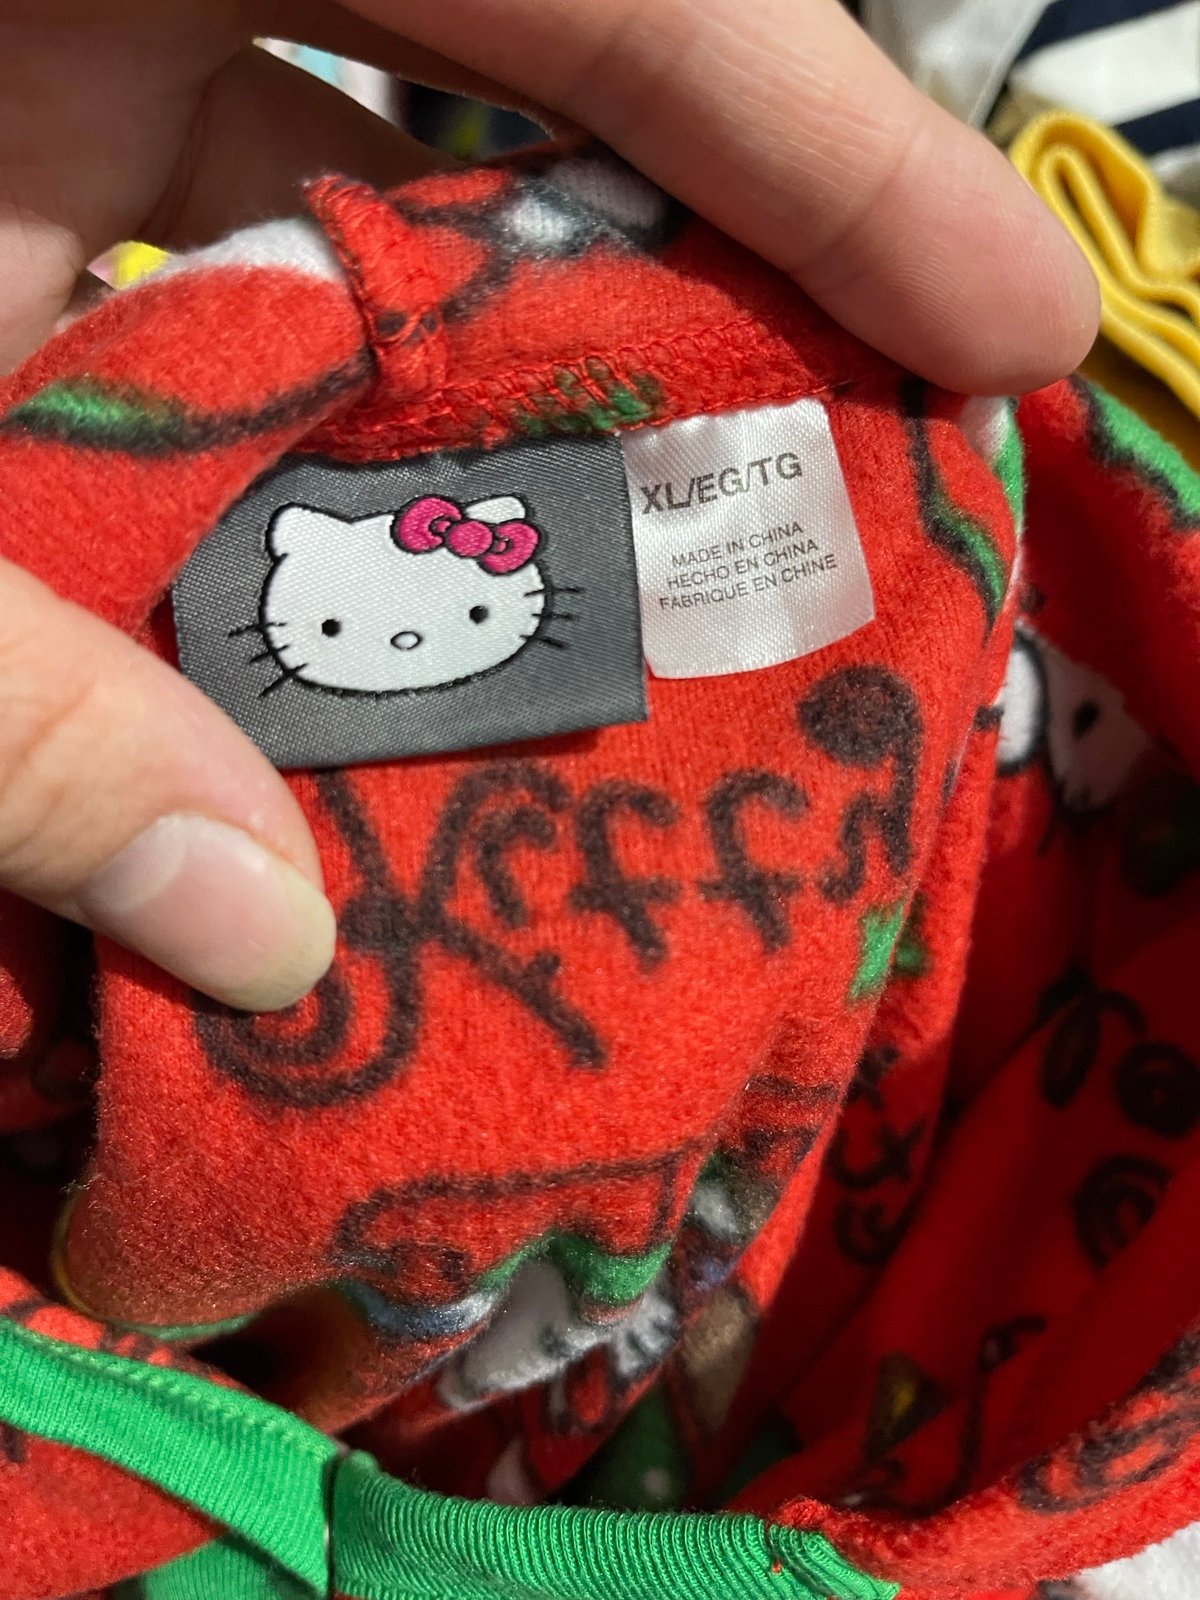 XL/EG/TG
MADE IN CHINA
HECHO EN CHINA
FABRIQUE EN CHINE